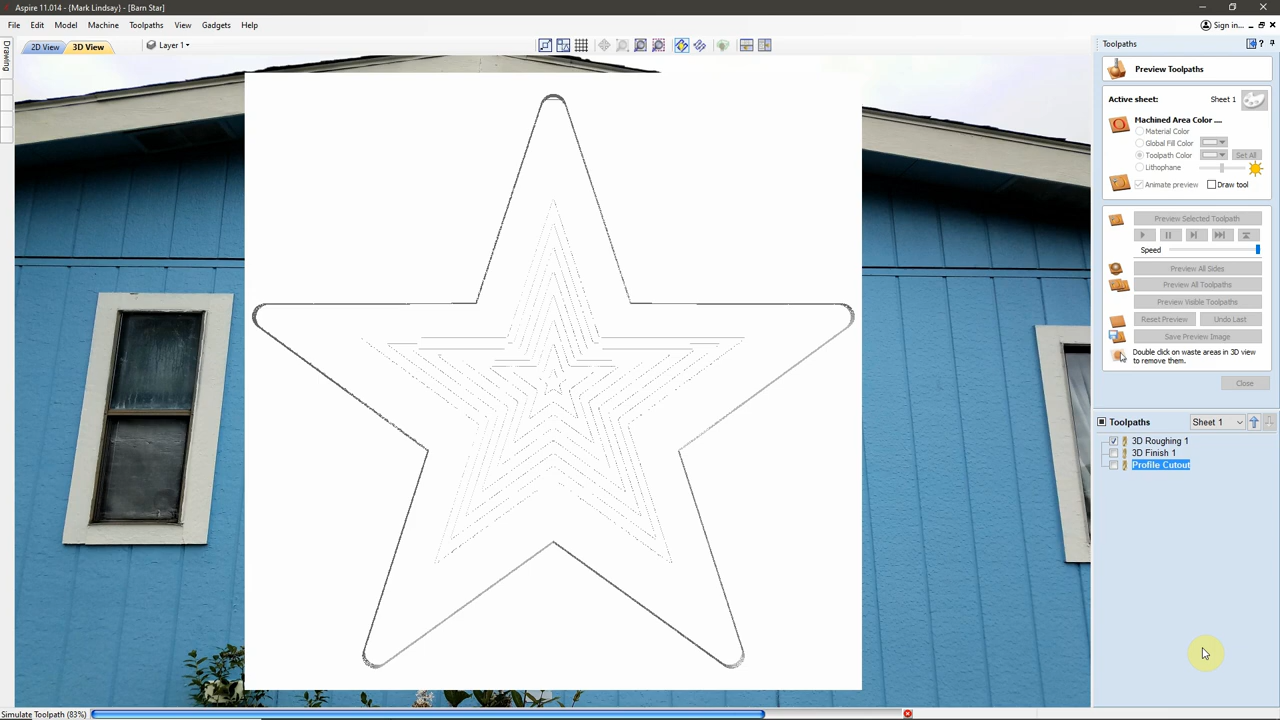 Aspire 11.014 - (Mark Lindsay) - [Barn Star]
File Edit Model Machine Toolpaths View Gadgets Help
Sign in...
Drawing
2D View 3D View Layer 1
Toolpaths
Preview Toolpaths
Active sheet: Sheet 1
Machined Area Color ....
Material Color
Global Fill Color
Toolpath Color Set All
Lithophane
Animate preview Draw tool
Preview Selected Toolpath
Speed
Preview All Sides
Preview All Toolpaths
Preview Visible Toolpaths
Reset Preview Undo Last
Save Preview Image
Double click on waste areas in 3D view
to remove them.
Close
Toolpaths Sheet 1
3D Roughing 1
3D Finish 1
Profile Cutout
Simulate Toolpath (83%)